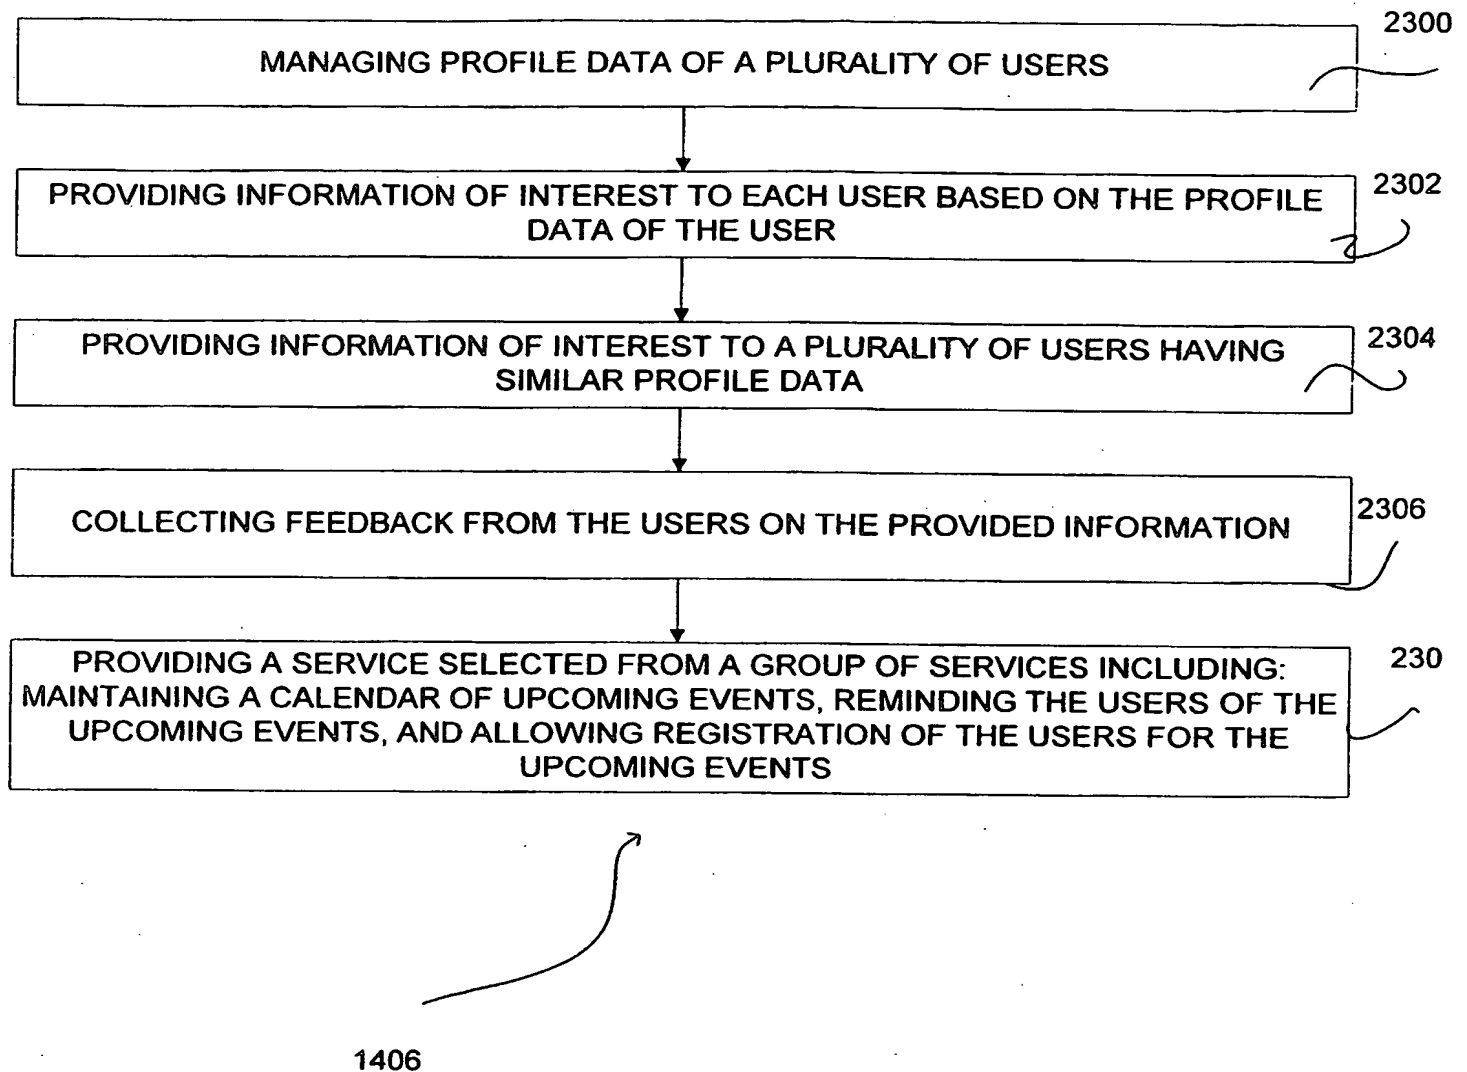 2300
MANAGING PROFILE DATA OF A PLURALITY OF USERS
2302
PROVIDING INFORMATION OF INTEREST TO EACH USER BASED ON THE PROFILE
DATA OF THE USER
2304
PROVIDING INFORMATION OF INTEREST TO A PLURALITY OF USERS HAVING
SIMILAR PROFILE DATA
2306
COLLECTING FEEDBACK FROM THE USERS ON THE PROVIDED INFORMATION
230
PROVIDING A SERVICE SELECTED FROM A GROUP OF SERVICES INCLUDING:
MAINTAINING A CALENDAR OF UPCOMING EVENTS, REMINDING THE USERS OF THE
UPCOMING EVENTS, AND ALLOWING REGISTRATION OF THE USERS FOR THE
UPCOMING EVENTS
1406